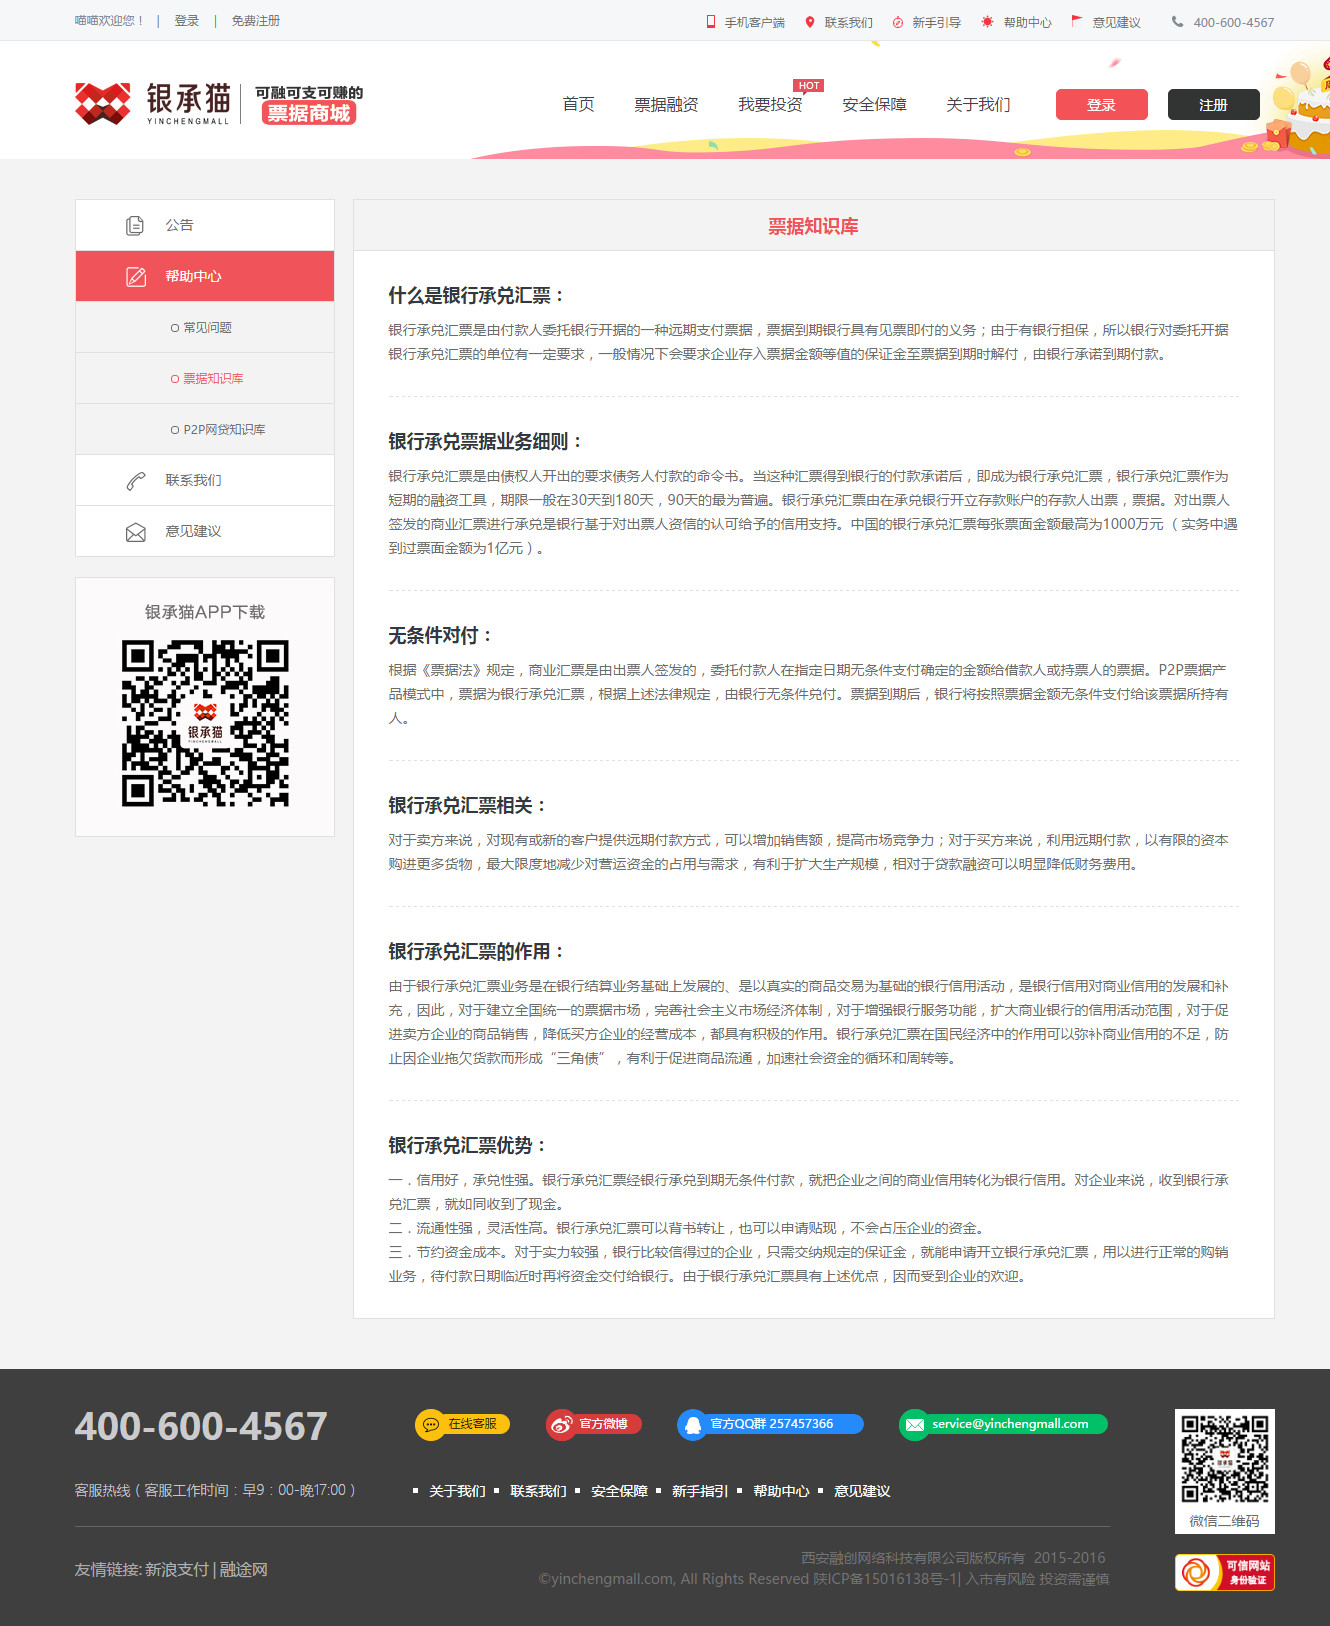 喵喵欢迎您！ | 登录 | 免费注册
手机客户端 联系我们 新手引导 帮助中心 意见建议 400-600-4567
银承猫
YINCHENGMALL
可融可支可赚的
票据商城
首页 票据融资 我要投资 HOT 安全保障 关于我们 登录 注册
公告
帮助中心
常见问题
票据知识库
P2P网贷知识库
联系我们
意见建议
银承猫APP下载
银承猫
YINCHENGMALL
票据知识库
什么是银行承兑汇票：
银行承兑汇票是由付款人委托银行开据的一种远期支付票据，票据到期银行具有见票即付的义务；由于有银行担保，所以银行对委托开据
银行承兑汇票的单位有一定要求，一般情况下会要求企业存入票据金额等值的保证金至票据到期时解付，由银行承诺到期付款。
银行承兑票据业务细则：
银行承兑汇票是由债权人开出的要求债务人付款的命令书。当这种汇票得到银行的付款承诺后，即成为银行承兑汇票，银行承兑汇票作为
短期的融资工具，期限一般在30天到180天，90天的最为普遍。银行承兑汇票由在承兑银行开立存款账户的存款人出票，票据。对出票人
签发的商业汇票进行承兑是银行基于对出票人资信的认可给予的信用支持。中国的银行承兑汇票每张票面金额最高为1000万元（实务中遇
到过票面金额为1亿元）。
无条件对付：
根据《票据法》规定，商业汇票是由出票人签发的，委托付款人在指定日期无条件支付确定的金额给借款人或持票人的票据。P2P票据产
品模式中，票据为银行承兑汇票，根据上述法律规定，由银行无条件兑付。票据到期后，银行将按照票据金额无条件支付给该票据所持有
人。
银行承兑汇票相关：
对于卖方来说，对现有或新的客户提供远期付款方式，可以增加销售额，提高市场竞争力；对于买方来说，利用远期付款，以有限的资本
购进更多货物，最大限度地减少对营运资金的占用与需求，有利于扩大生产规模，相对于贷款融资可以明显降低财务费用。
银行承兑汇票的作用：
由于银行承兑汇票业务是在银行结算业务基础上发展的、是以真实的商品交易为基础的银行信用活动，是银行信用对商业信用的发展和补
充，因此，对于建立全国统一的票据市场，完善社会主义市场经济体制，对于增强银行服务功能，扩大商业银行的信用活动范围，对于促
进卖方企业的商品销售，降低买方企业的经营成本，都具有积极的作用。银行承兑汇票在国民经济中的作用可以弥补商业信用的不足，防
止因企业拖欠货款而形成“三角债”，有利于促进商品流通，加速社会资金的循环和周转等。
银行承兑汇票优势：
一．信用好，承兑性强。银行承兑汇票经银行承兑到期无条件付款，就把企业之间的商业信用转化为银行信用。对企业来说，收到银行承
兑汇票，就如同收到了现金。
二．流通性强，灵活性高。银行承兑汇票可以背书转让，也可以申请贴现，不会占压企业的资金。
三．节约资金成本。对于实力较强，银行比较信得过的企业，只需交纳规定的保证金，就能申请开立银行承兑汇票，用以进行正常的购销
业务，待付款日期临近时再将资金交付给银行。由于银行承兑汇票具有上述优点，因而受到企业的欢迎。
400-600-4567
在线客服 官方微博 官方QQ群 257457366 service@yinchengmall.com
客服热线（客服工作时间：早9：00-晚17:00）
关于我们 联系我们 安全保障 新手指引 帮助中心 意见建议
银承猫
微信二维码
友情链接: 新浪支付 | 融途网
西安融创网络科技有限公司版权所有 2015-2016
©yinchengmall.com, All Rights Reserved 陕ICP备15016138号-1| 入市有风险 投资需谨慎
可信网站
身份验证